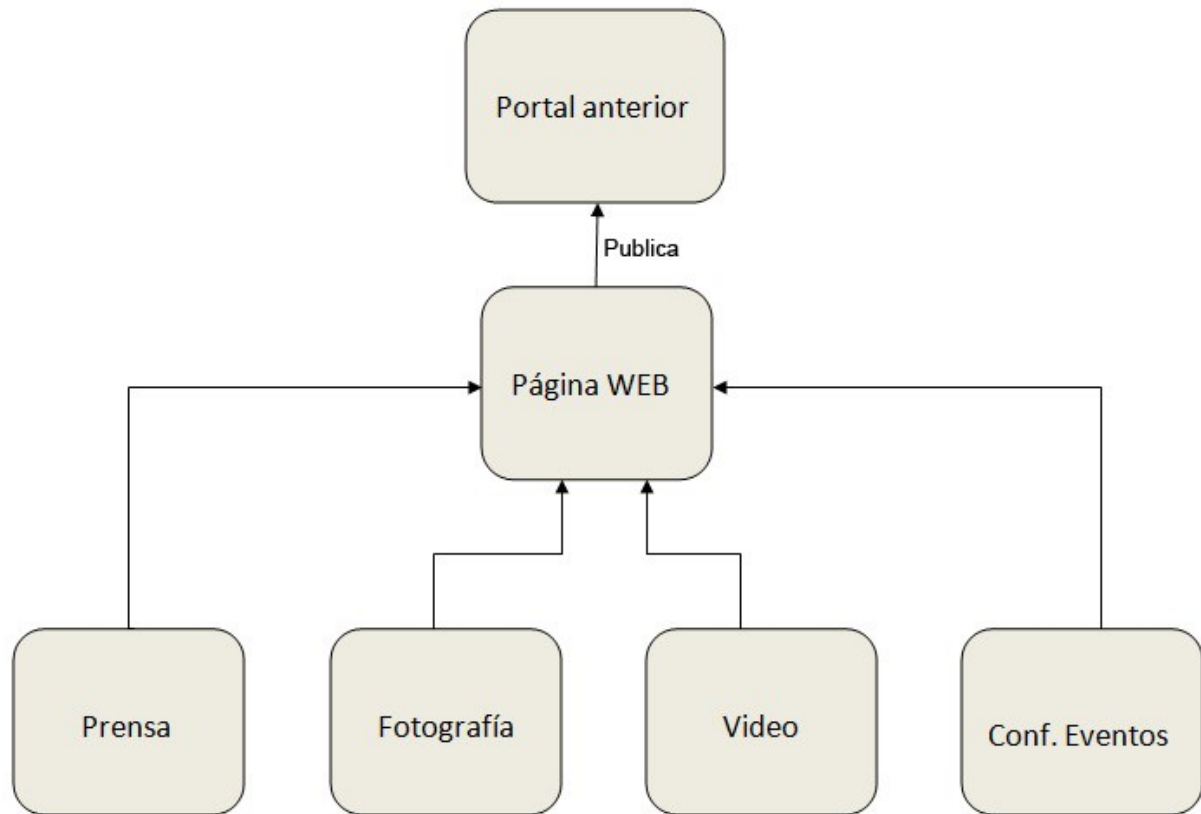 Portal anterior
Publica
Página WEB
Prensa
Fotografía
Video
Conf. Eventos